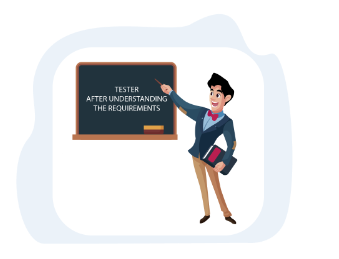 TESTER
AFTER UNDERSTANDING
THE REQUIREMENTS